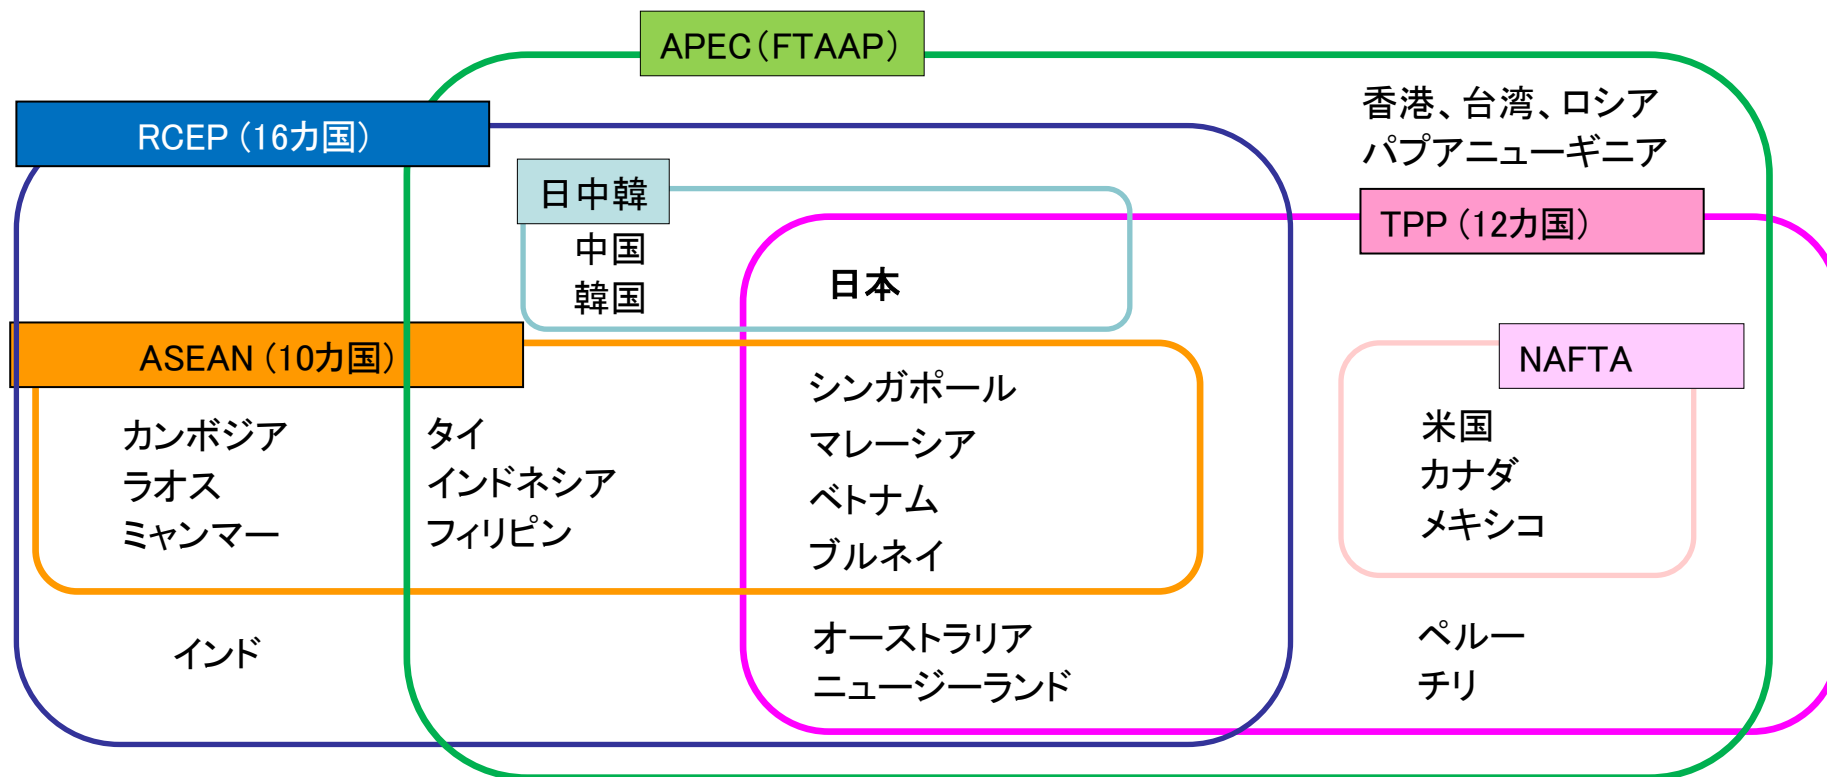 APEC（FTAAP）
香港、台湾、ロシア
パプアニューギニア
RCEP (16カ国)
日中韓
中国
韓国
日本
TPP (12カ国)
ASEAN (10カ国)
NAFTA
カンボジア
ラオス
ミャンマー
タイ
インドネシア
フィリピン
シンガポール
マレーシア
ベトナム
ブルネイ
米国
カナダ
メキシコ
インド
オーストラリア
ニュージーランド
ペルー
チリ